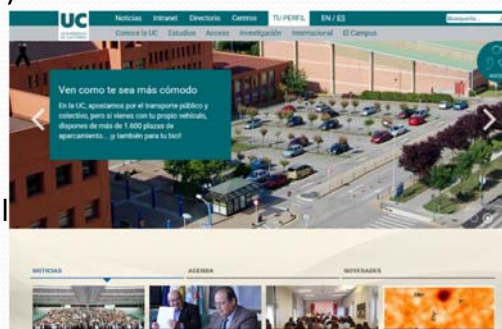 UC
Noticias Intranet Directorio Centros TU PERFIL EN / ES
Búsqueda...
Conoce la UC Estudios Acceso Investigación Internacional El Campus
Ven como te sea más cómodo
En la UC, apostamos por el transporte público y
colectivo, pero si vienes con tu propio vehículo,
dispones de más de 1.600 plazas de
aparcamiento... ¡y también para tu bici!
NOTICIAS AGENDA NOVEDADES